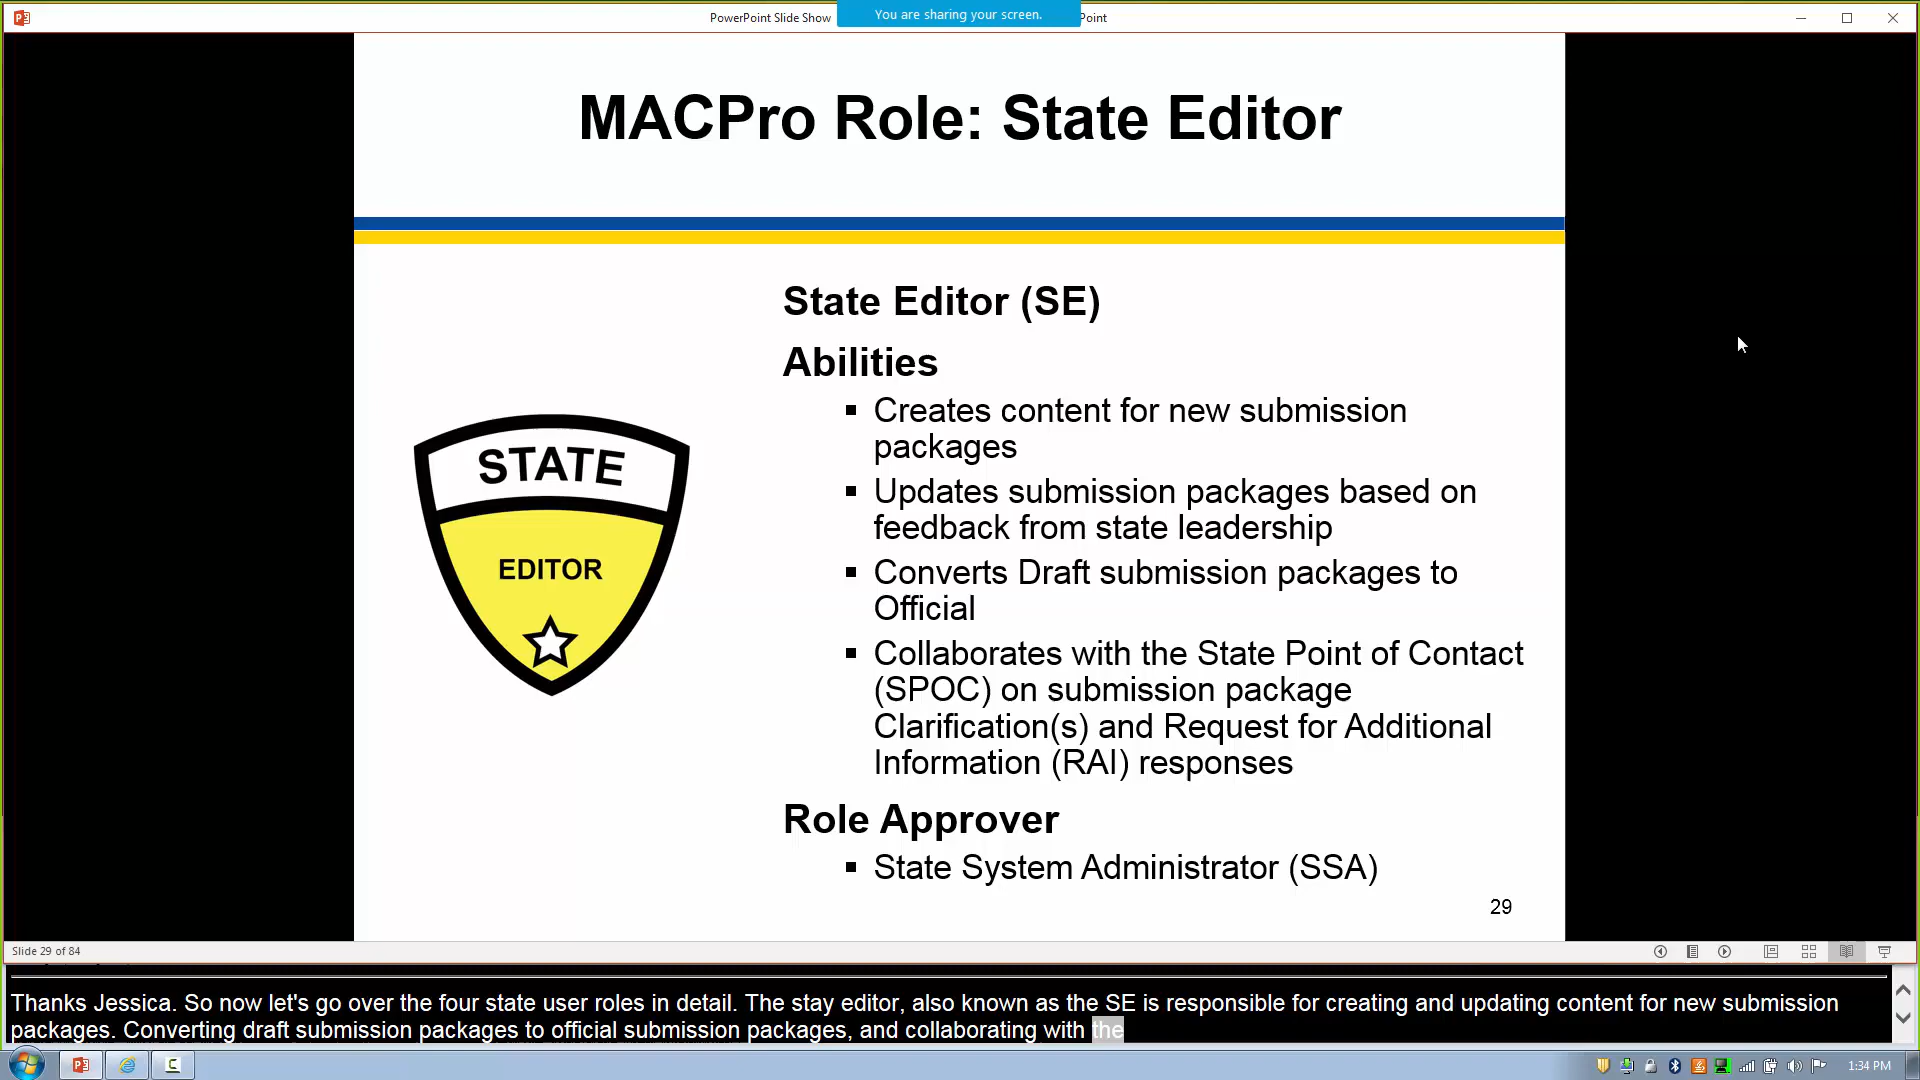 PowerPoint Slide Show
You are sharing your screen.
Point
MACPro Role: State Editor
State Editor (SE)
Abilities
▪ Creates content for new submission
packages
▪ Updates submission packages based on
feedback from state leadership
▪ Converts Draft submission packages to
Official
▪ Collaborates with the State Point of Contact
(SPOC) on submission package
Clarification(s) and Request for Additional
Information (RAI) responses
Role Approver
▪ State System Administrator (SSA)
STATE
EDITOR
29
Slide 29 of 84
Thanks Jessica. So now let's go over the four state user roles in detail. The stay editor, also known as the SE is responsible for creating and updating content for new submission
packages. Converting draft submission packages to official submission packages, and collaborating with the
1:34 PM